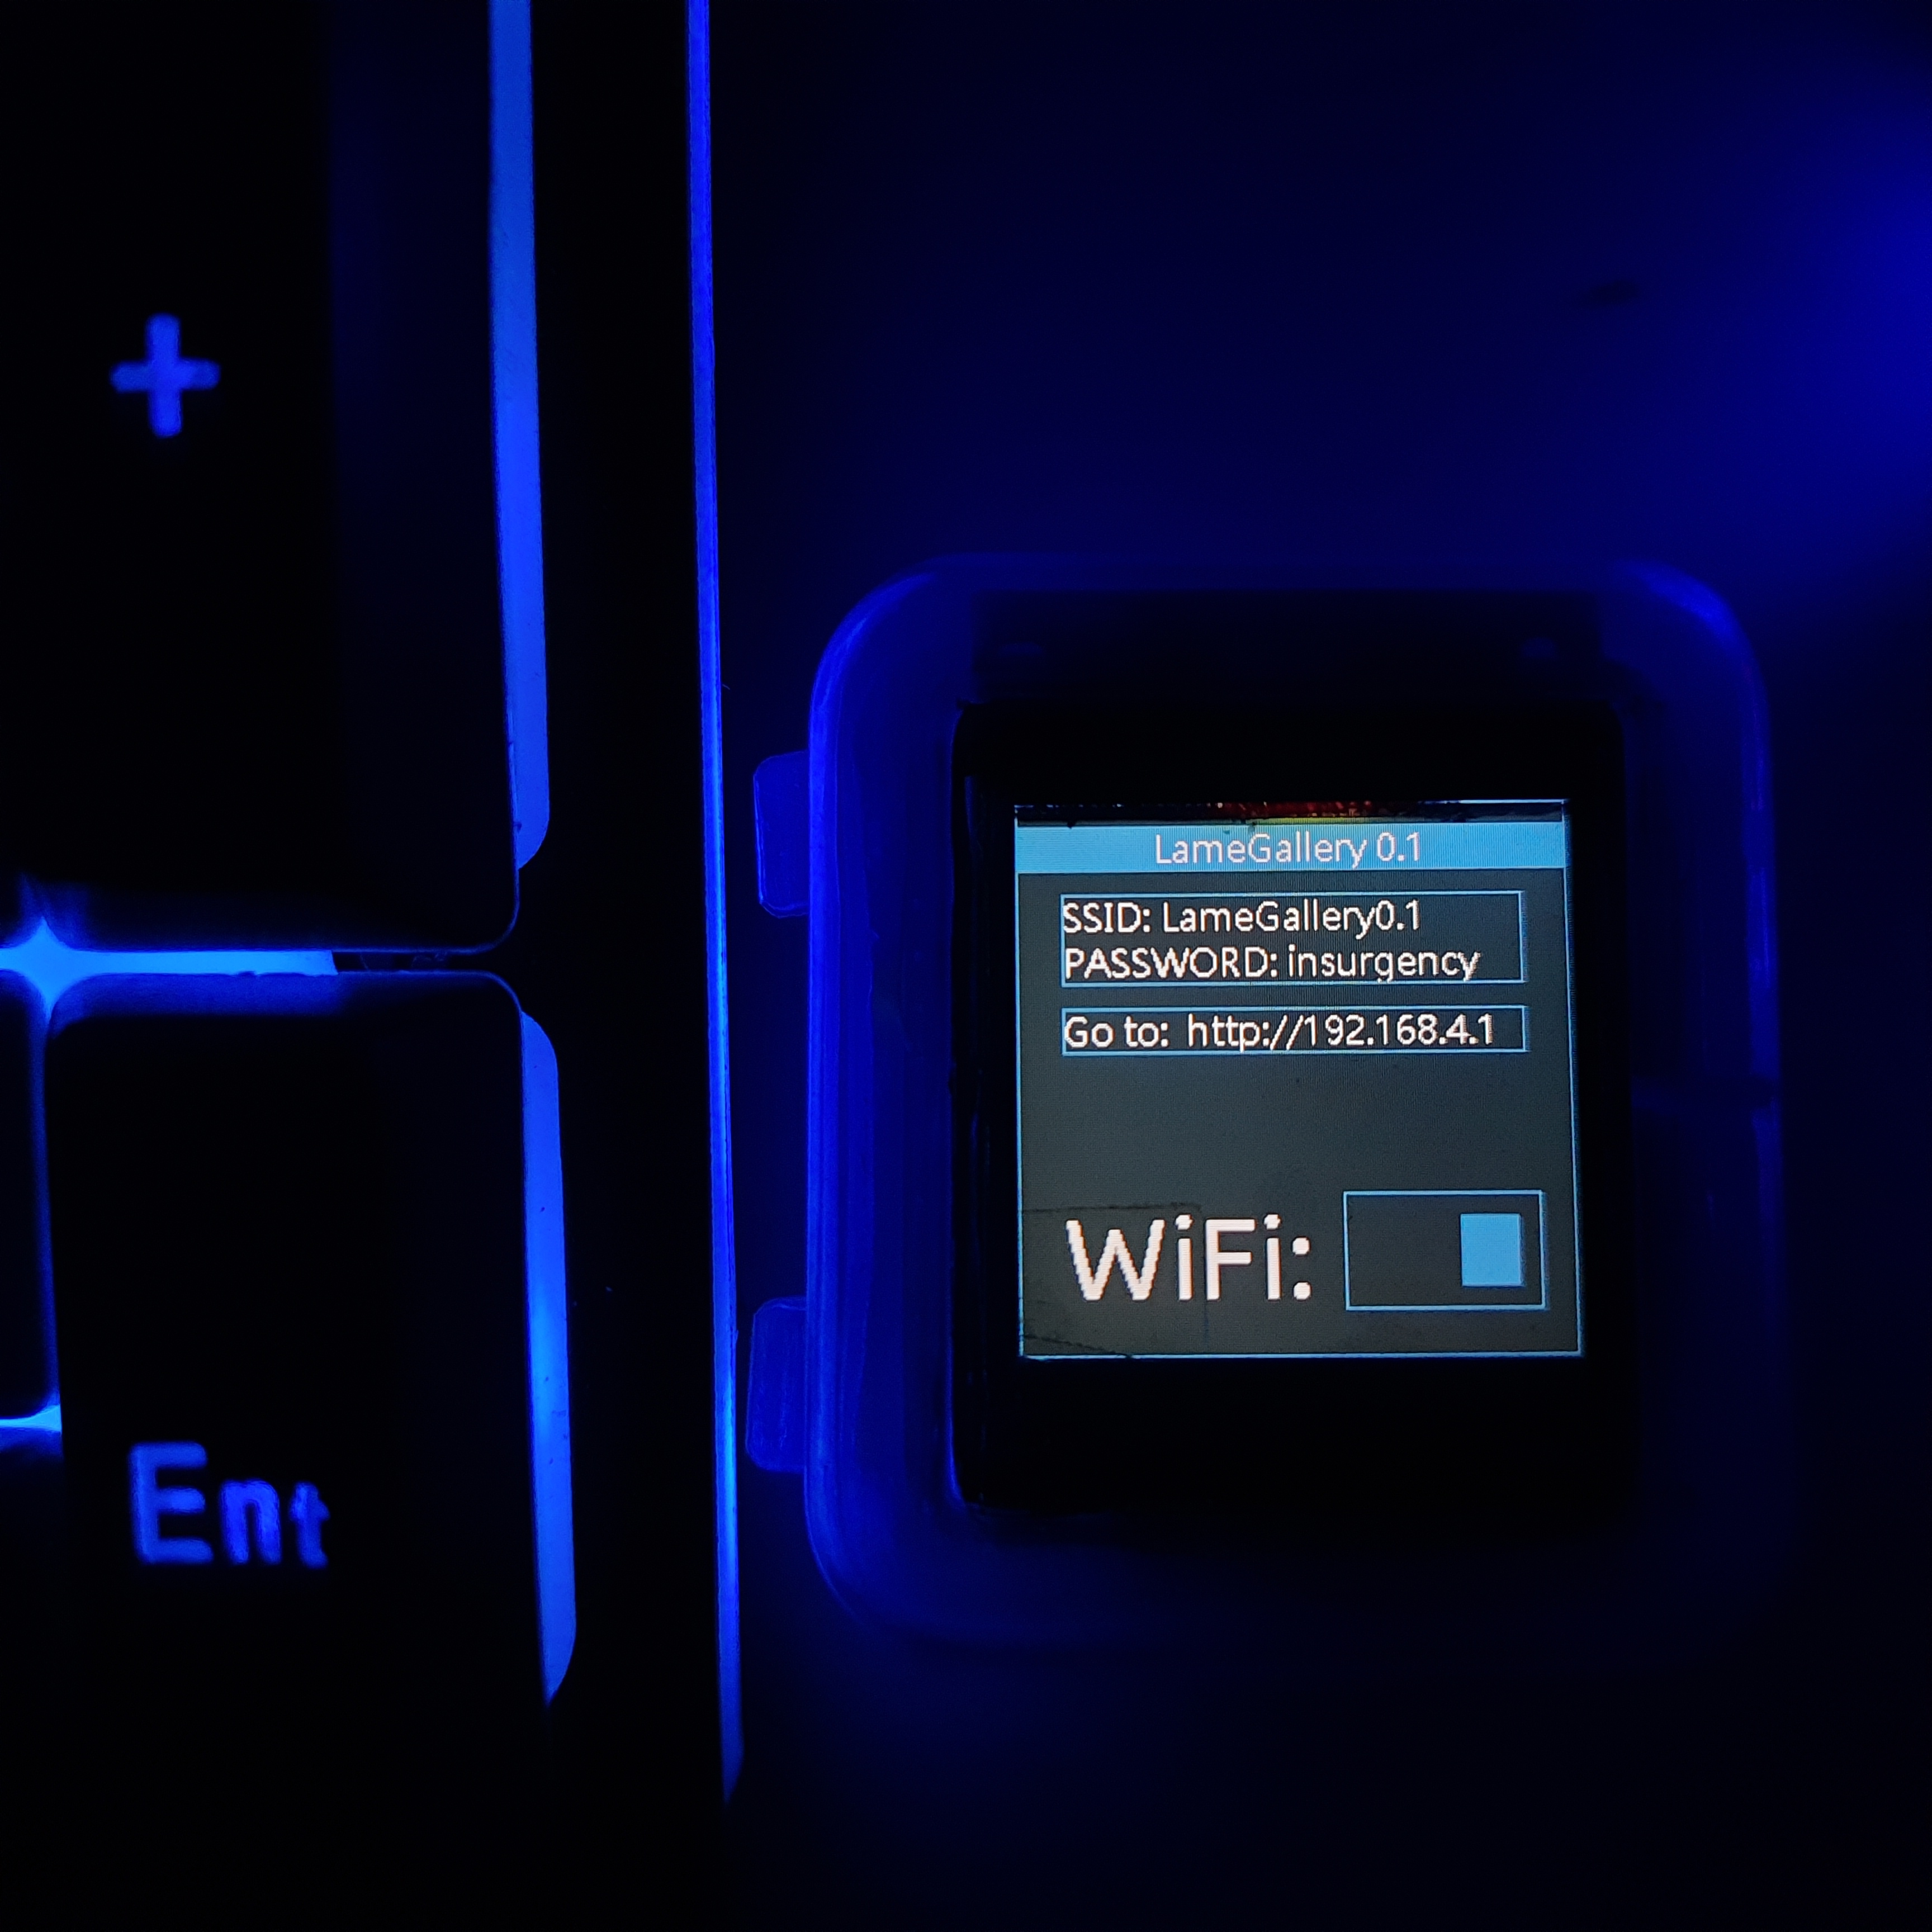 +
Ent
LameGallery 0.1
SSID: LameGallery0.1
PASSWORD: insurgency
Go to: http://192.168.4.1
WiFi: